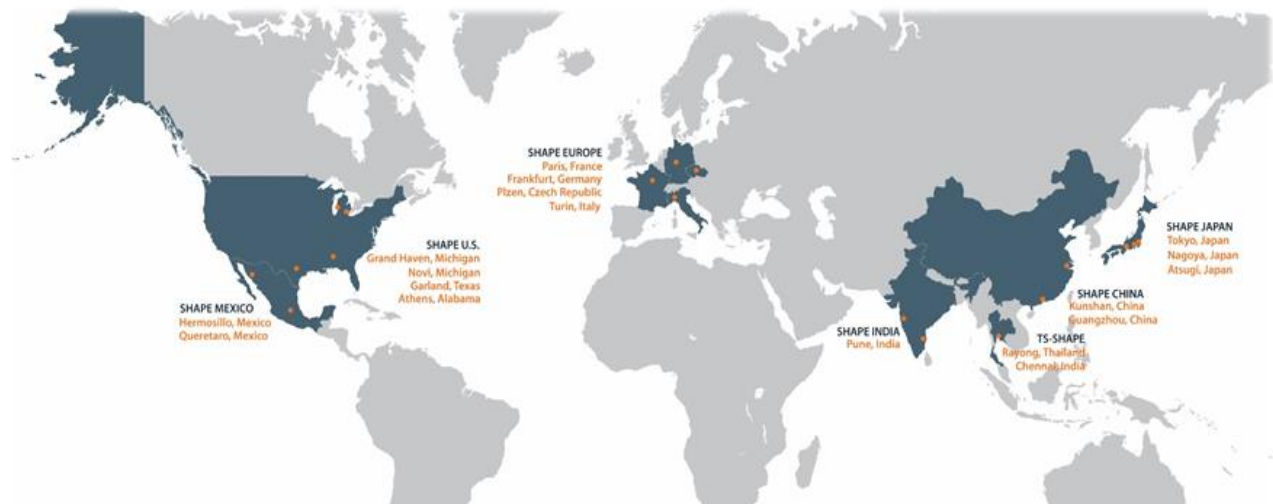 SHAPE EUROPE
Paris, France
Frankfurt, Germany
Plzen, Czech Republic
Turin, Italy
SHAPE U.S.
Grand Haven, Michigan
Novi, Michigan
Garland, Texas
Athens, Alabama
SHAPE MEXICO
Hermosillo, Mexico
Queretaro, Mexico
SHAPE JAPAN
Tokyo, Japan
Nagoya, Japan
Atsugi, Japan
SHAPE CHINA
Kunshan, China
Guangzhou, China
SHAPE INDIA
Pune, India
TS-SHAPE
Rayong, Thailand
Chennai, India